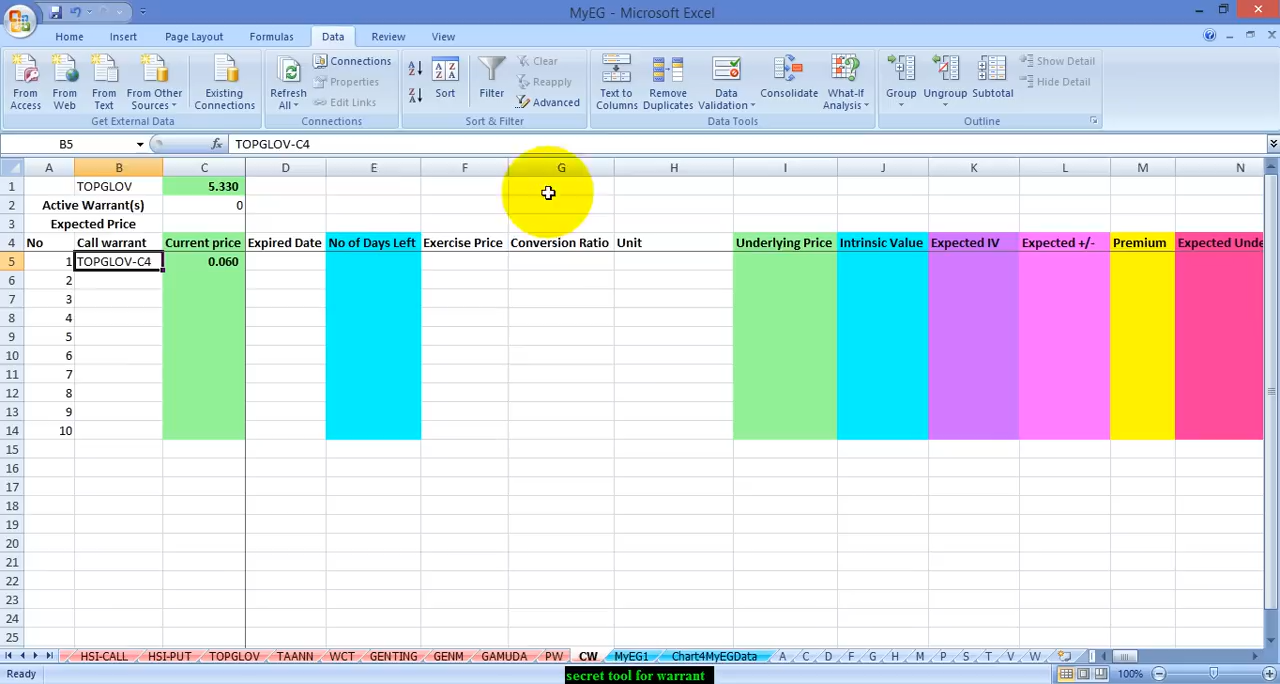 MyEG - Microsoft Excel
Home Insert Page Layout Formulas Data Review View
From Access From Web From Text From Other Sources Existing Connections
Get External Data
Refresh All Connections Properties Edit Links
Connections
Sort Filter Clear Reapply Advanced
Sort & Filter
Text to Columns Remove Duplicates Data Validation Consolidate What-If Analysis
Data Tools
Group Ungroup Subtotal Show Detail Hide Detail
Outline
B5 fx TOPGLOV-C4
A B C D E F G H I J K L M N
1 TOPGLOV 5.330
2 Active Warrant(s) 0
3 Expected Price
4 No Call warrant Current price Expired Date No of Days Left Exercise Price Conversion Ratio Unit Underlying Price Intrinsic Value Expected IV Expected +/- Premium Expected Unde
5 1 TOPGLOV-C4 0.060
6 2
7 3
8 4
9 5
10 6
11 7
12 8
13 9
14 10
15
16
17
18
19
20
21
22
23
24
25
HSI-CALL HSI-PUT TOPGLOV TAANN WCT GENTING GENM GAMUDA PW CW MyEG1 Chart4MyEGData A C D F G H M P S T V W
Ready 100%
secret tool for warrant